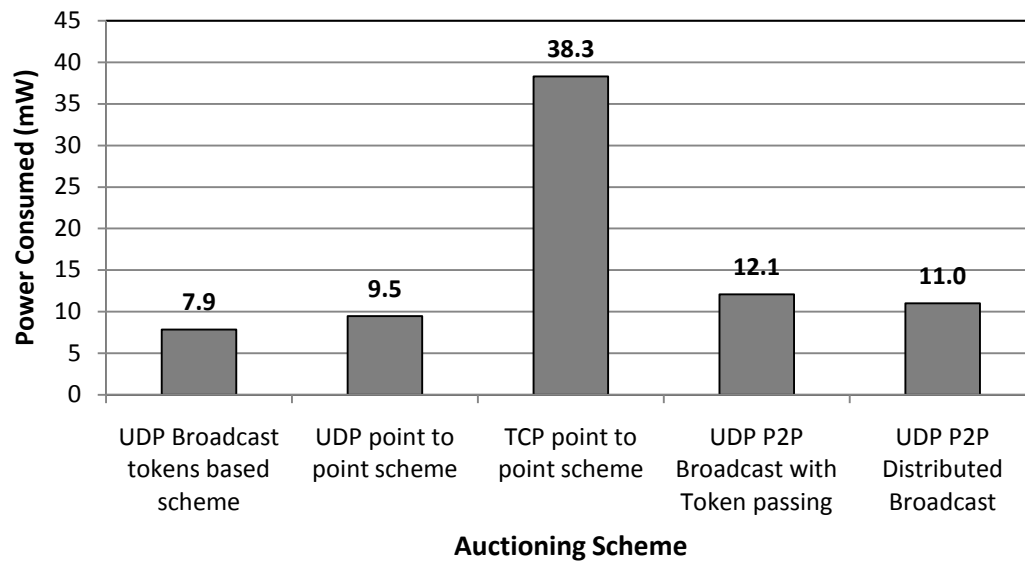 45
40
35
30
25
20
15
10
5
0
Power Consumed (mW)
7.9
9.5
38.3
12.1
11.0
UDP Broadcast
tokens based
scheme
UDP point to
point scheme
TCP point to
point scheme
UDP P2P
Broadcast with
Token passing
UDP P2P
Distributed
Broadcast
Auctioning Scheme